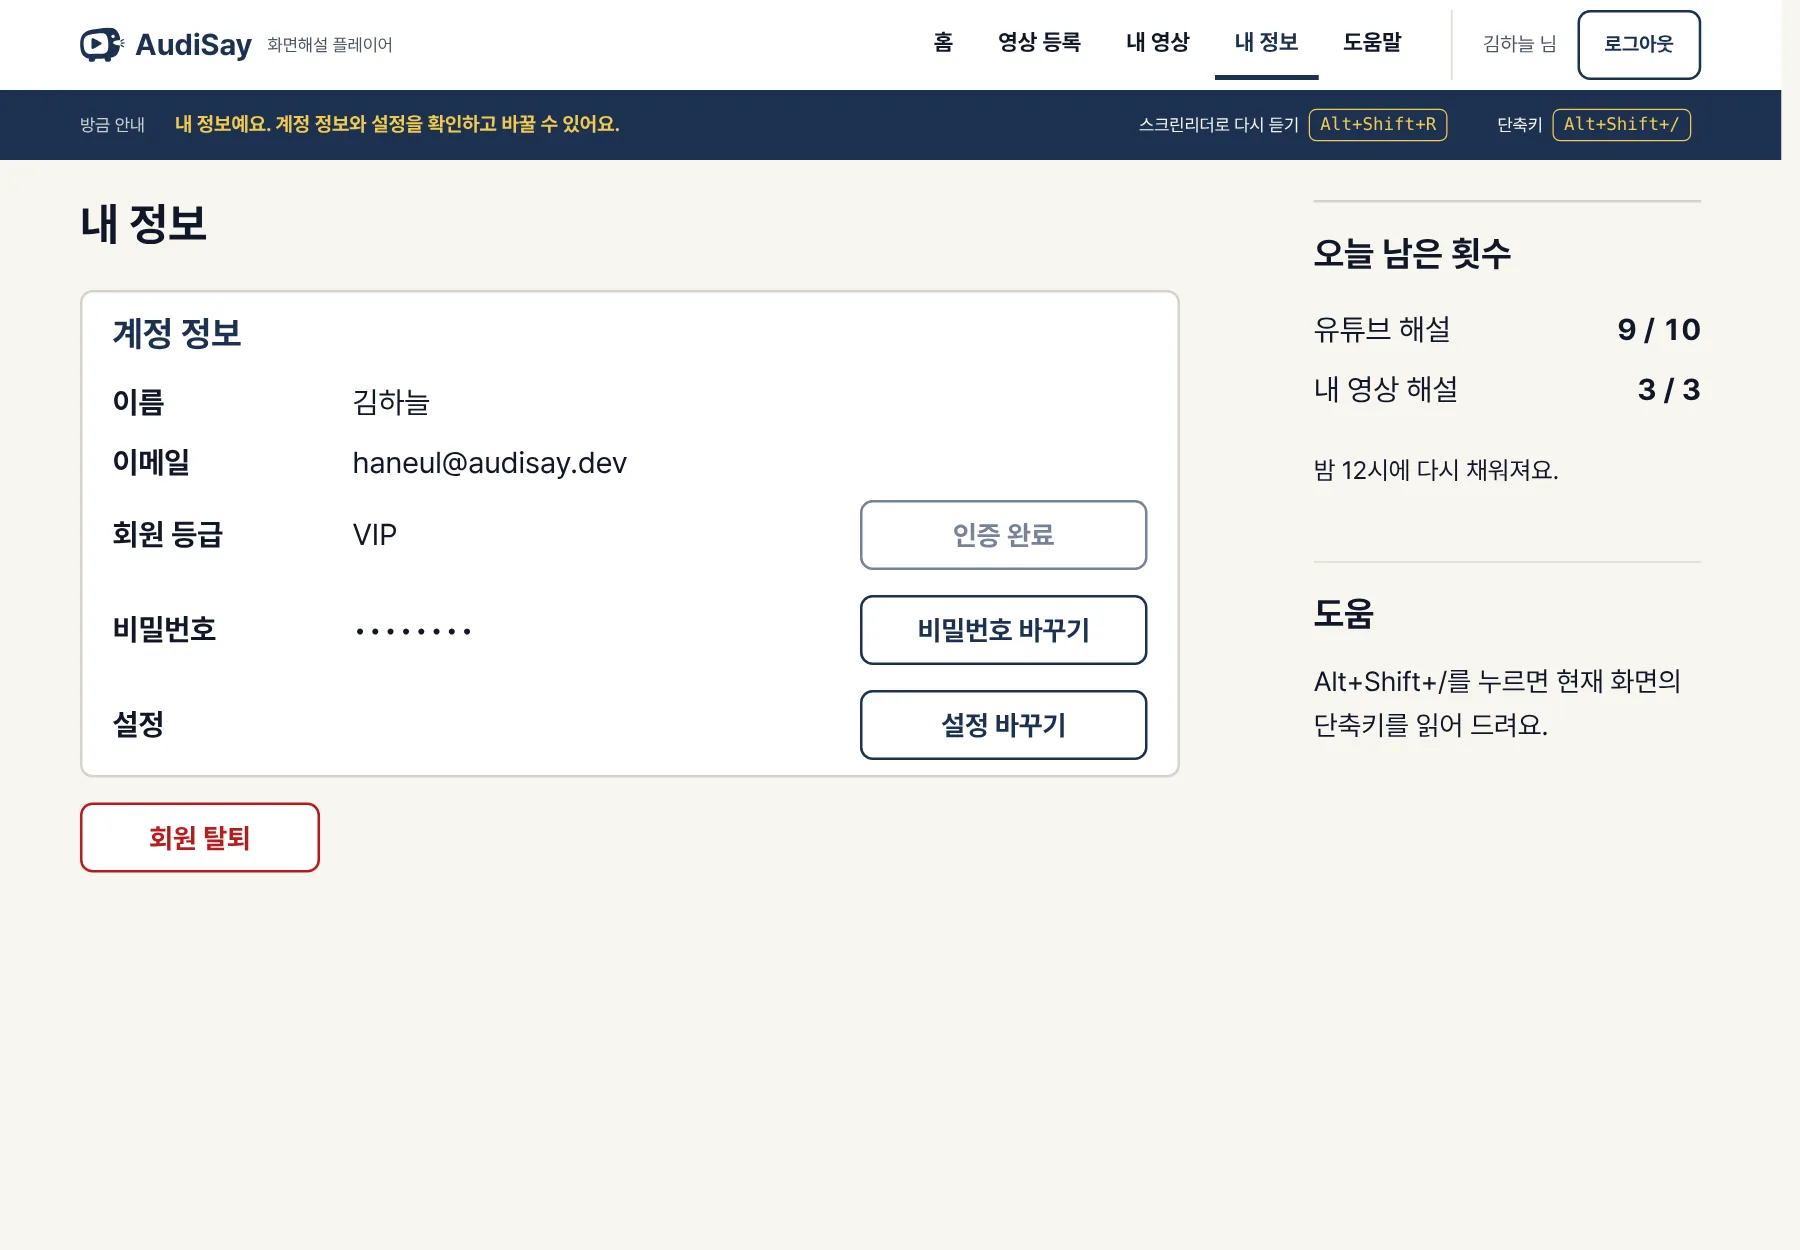 AudiSay 화면해설 플레이어
홈 영상 등록 내 영상 내 정보 도움말 김하늘 님 로그아웃
방금 안내 내 정보예요. 계정 정보와 설정을 확인하고 바꿀 수 있어요. 스크린리더로 다시 듣기 Alt+Shift+R 단축키 Alt+Shift+/
내 정보
계정 정보
이름 김하늘
이메일 haneul@audisay.dev
회원 등급 VIP 인증 완료
비밀번호 •••••••• 비밀번호 바꾸기
설정 설정 바꾸기
회원 탈퇴
오늘 남은 횟수
유튜브 해설 9 / 10
내 영상 해설 3 / 3
밤 12시에 다시 채워져요.
도움
Alt+Shift+/를 누르면 현재 화면의
단축키를 읽어 드려요.